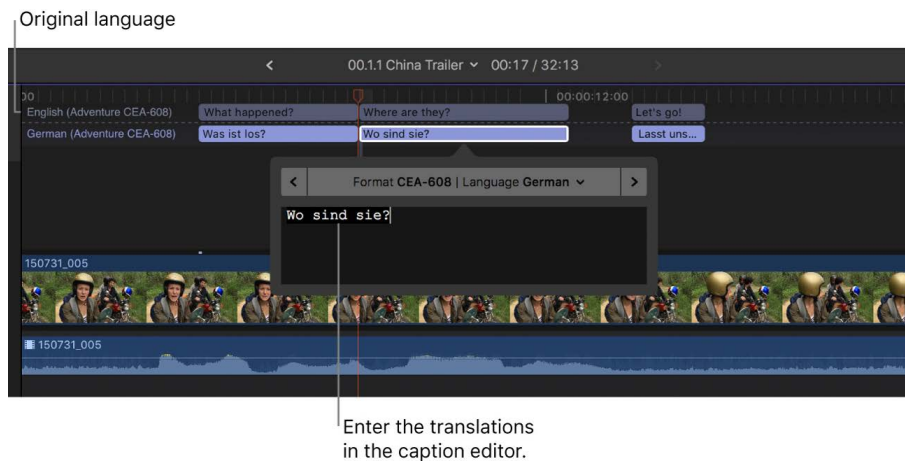 Original language
00.1.1 China Trailer 00:17 / 32:13
00:00:12:00
English (Adventure CEA-608) What happened? Where are they? Let's go!
German (Adventure CEA-608) Was ist los? Wo sind sie? Lasst uns...
Format CEA-608 | Language German
Wo sind sie?
150731_005
150731_005
Enter the translations
in the caption editor.